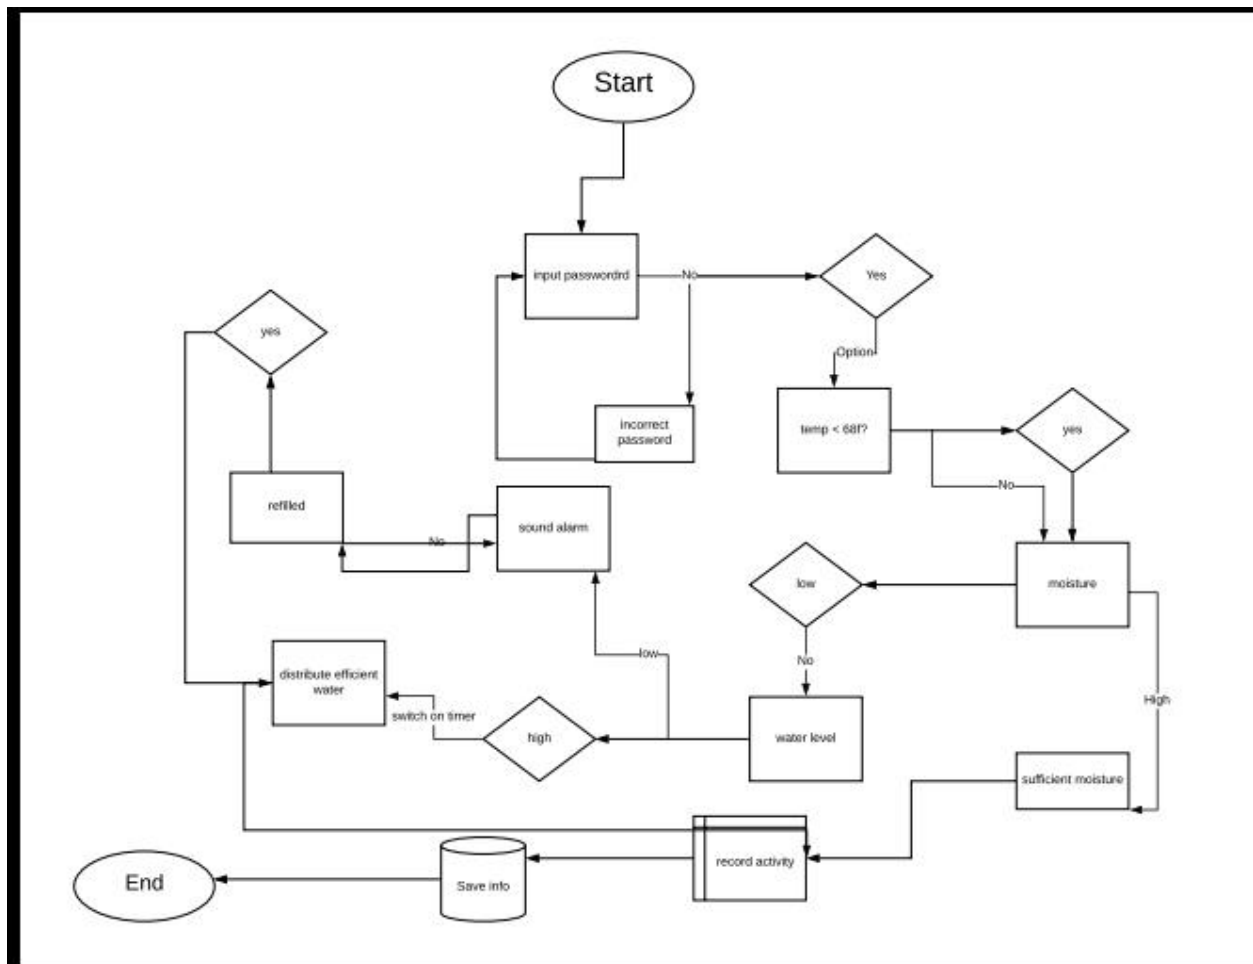 Start
input passwordrd
No
Yes
Option
incorrect
password
temp < 68f?
yes
No
yes
refilled
sound alarm
No
low
moisture
No
low
High
distribute efficient
water
switch on timer
high
water level
sufficient moisture
record activity
Save info
End